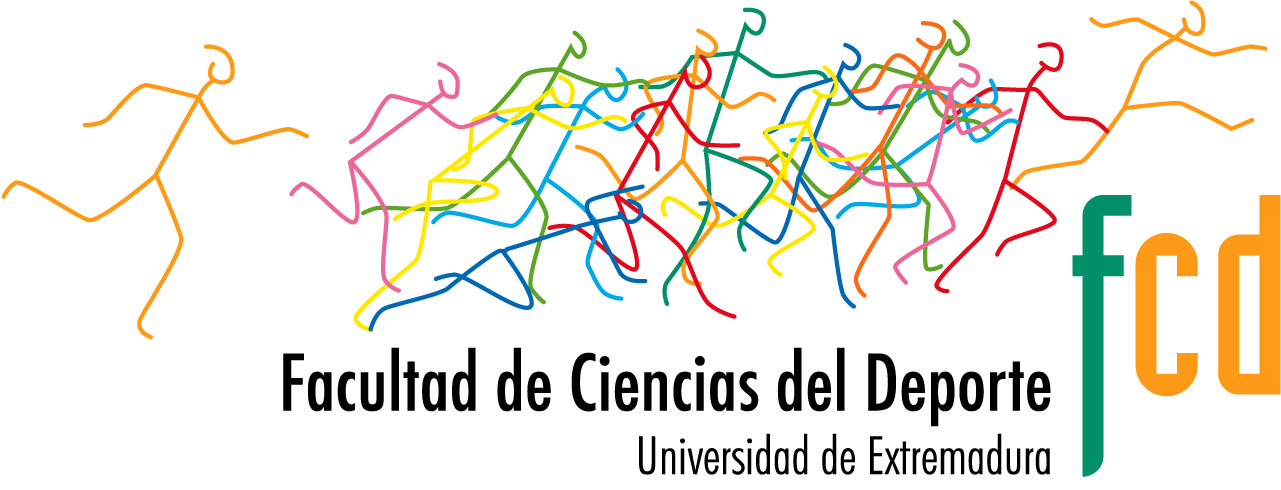 fcd
Facultad de Ciencias del Deporte
Universidad de Extremadura